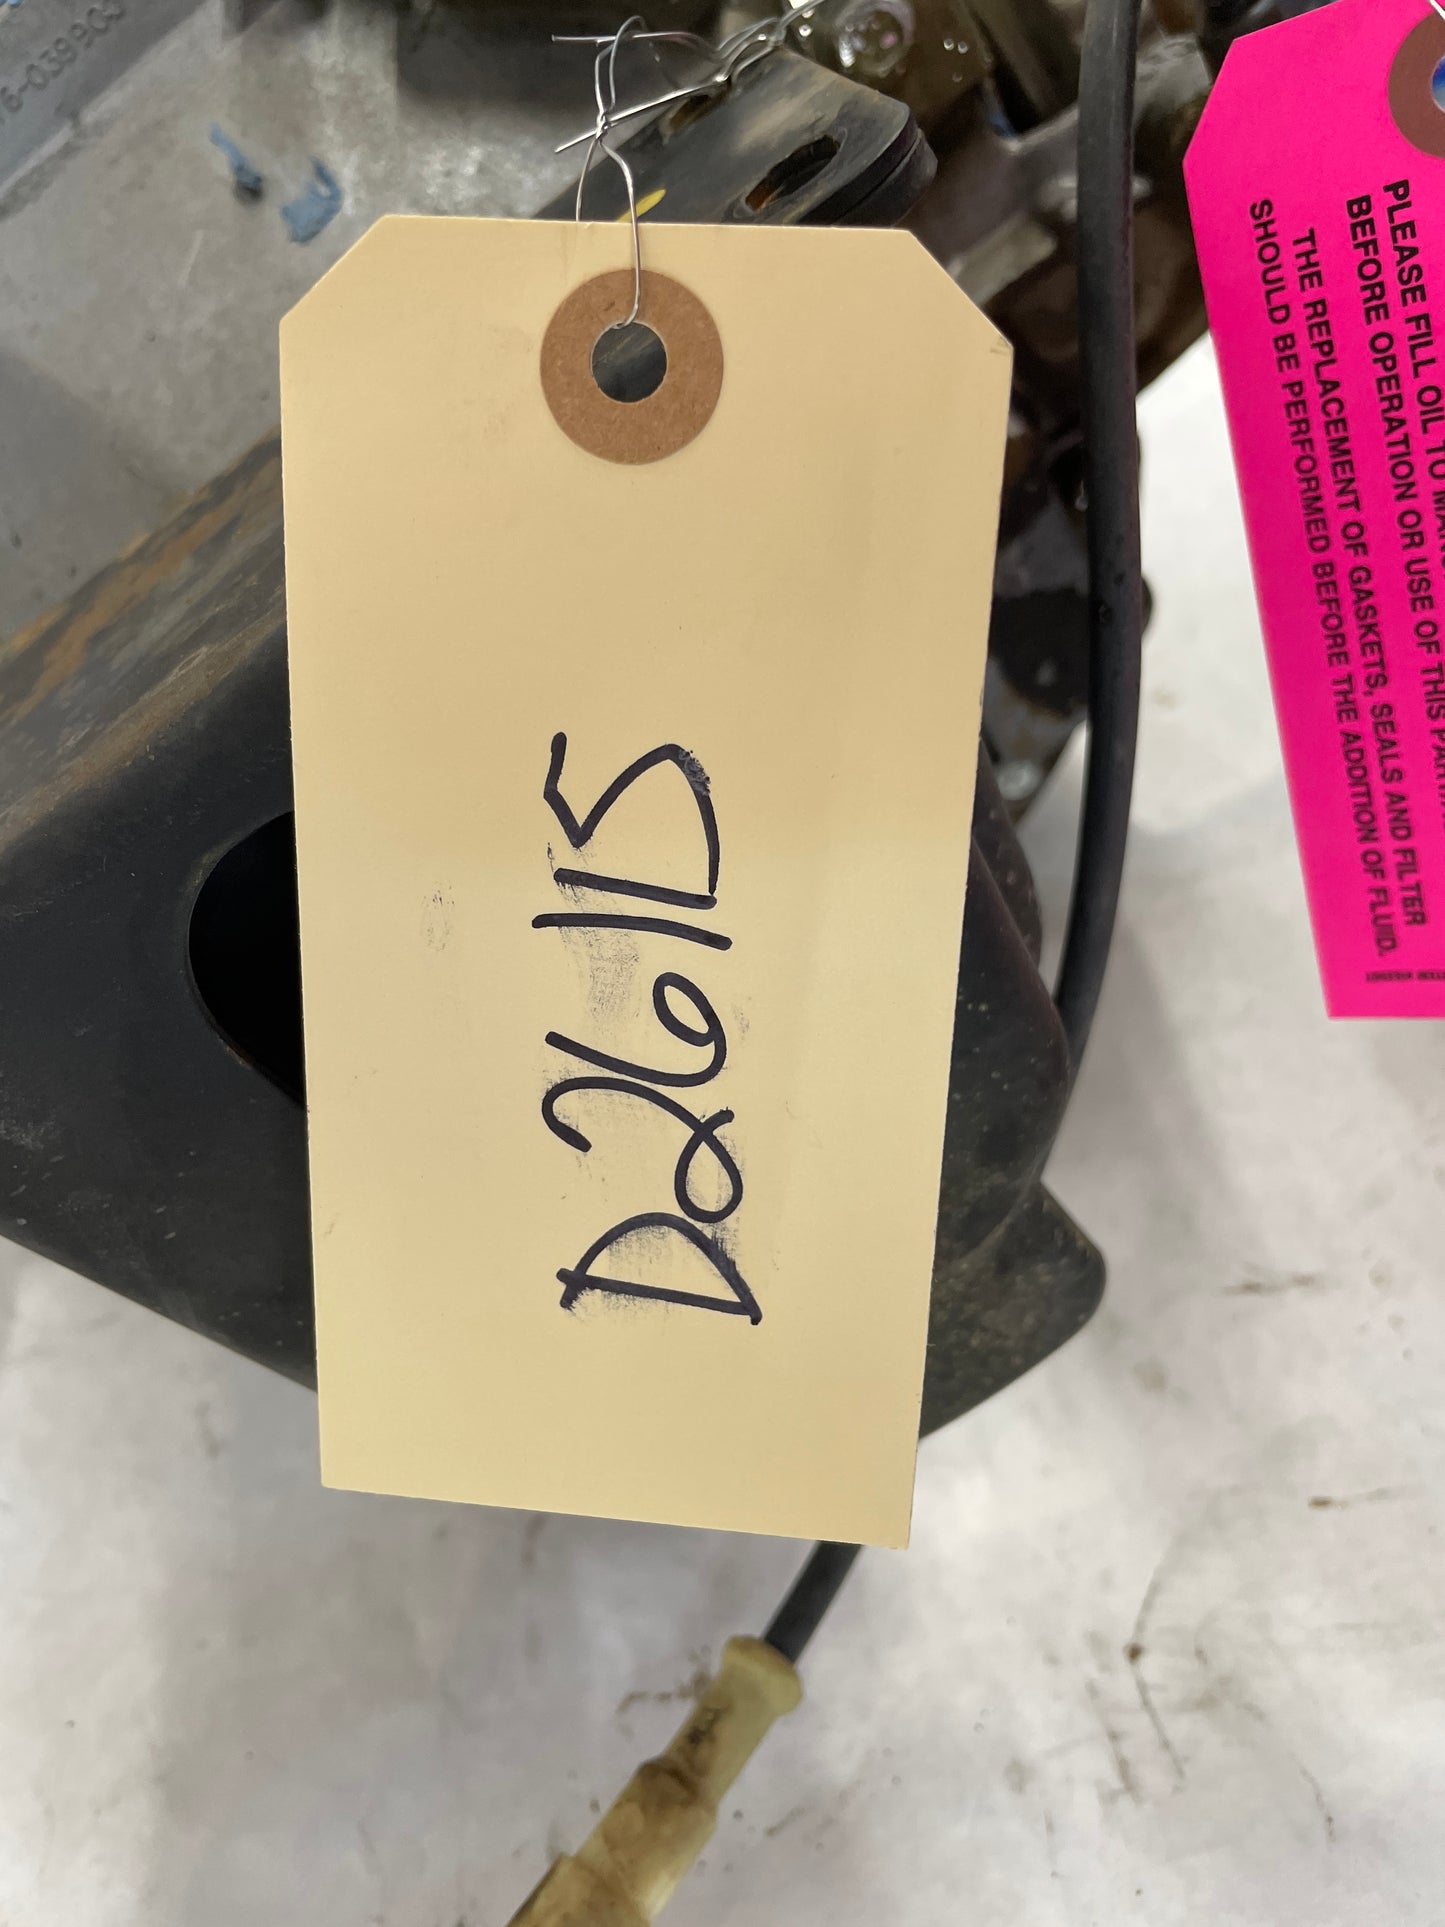 D26115
PLEASE FILL OIL TO
BEFORE OPERATION OR USE OF THIS
THE REPLACEMENT OF GASKETS, SEALS AND FILTER
SHOULD BE PERFORMED BEFORE THE ADDITION OF FLUID.